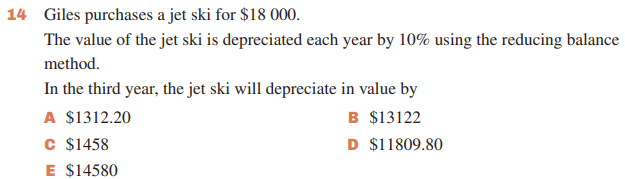 14 Giles purchases a jet ski for $18 000.
The value of the jet ski is depreciated each year by 10% using the reducing balance
method.
In the third year, the jet ski will depreciate in value by
A $1312.20 B $13122
C $1458 D $11809.80
E $14580